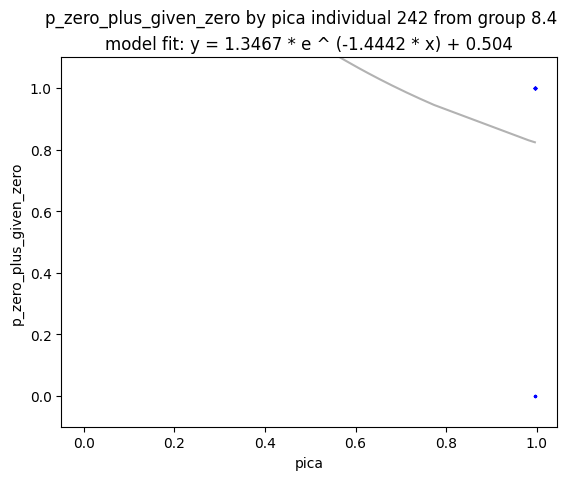 p_zero_plus_given_zero by pica individual 242 from group 8.4
model fit: y = 1.3467 * e ^ (-1.4442 * x) + 0.504
p_zero_plus_given_zero
1.0
0.8
0.6
0.4
0.2
0.0
0.0 0.2 0.4 0.6 0.8 1.0
pica